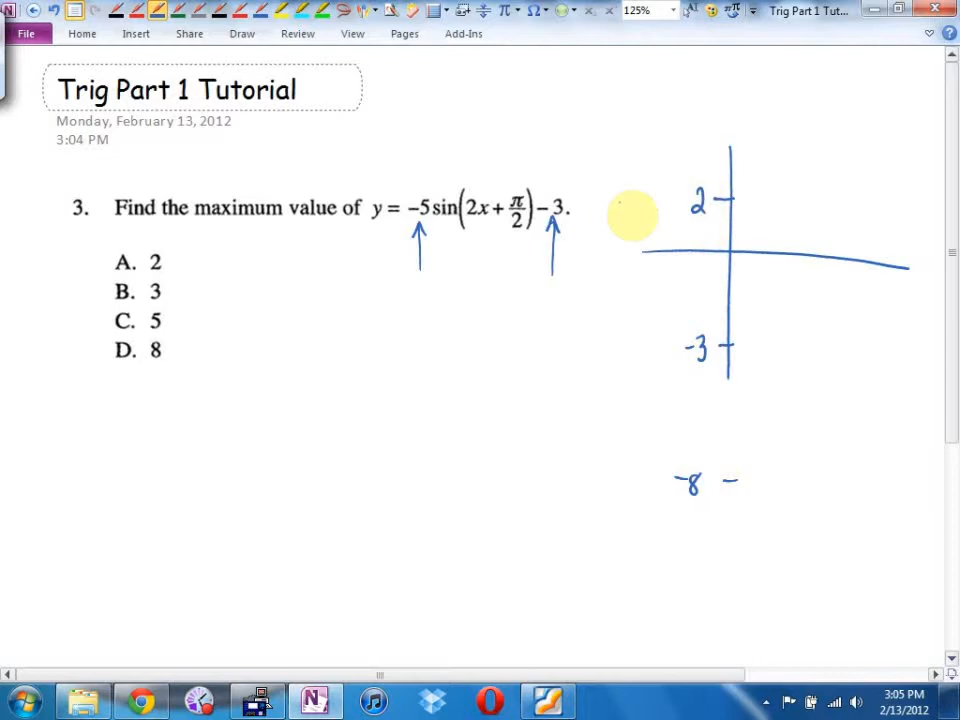 125%
Trig Part 1 Tut...
File Home Insert Share Draw Review View Pages Add-Ins
Trig Part 1 Tutorial
Monday, February 13, 2012
3:04 PM
3. Find the maximum value of y = −5 sin(2x + π/2) − 3.
A. 2
B. 3
C. 5
D. 8
2
-3
-8
3:05 PM
2/13/2012